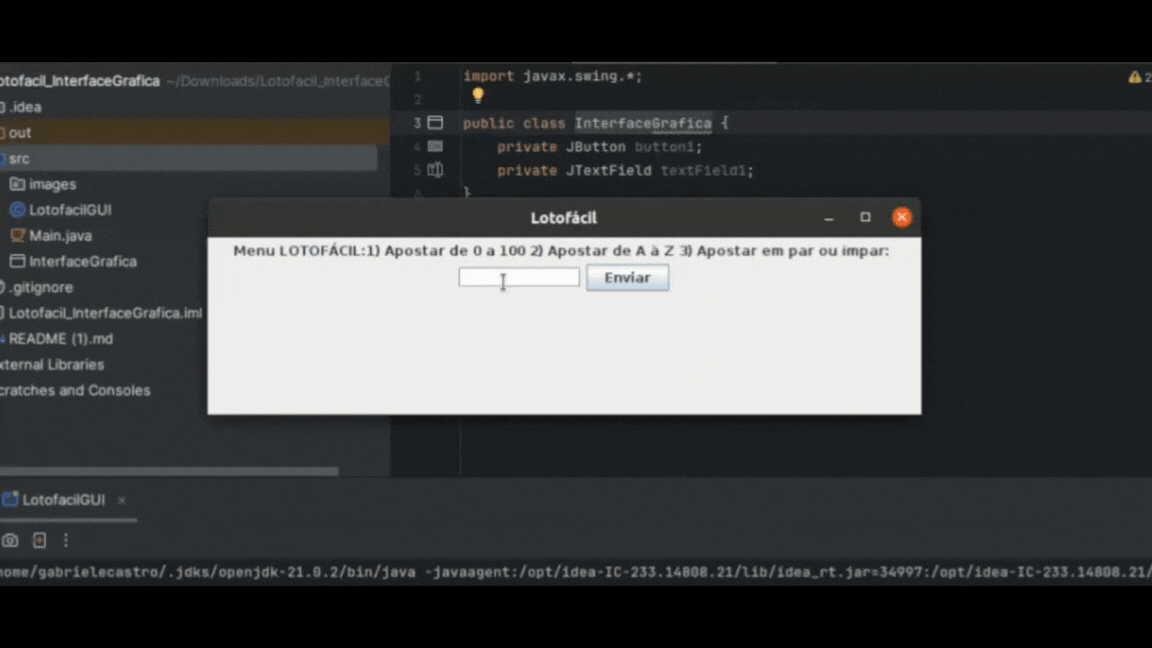 otofacil_InterfaceGrafica ~/Downloads/Lotofacil_InterfaceG
.idea
out
src
images
LotofacilGUI
Main.java
InterfaceGrafica
.gitignore
Lotofacil_InterfaceGrafica.iml
README (1).md
xternal Libraries
cratches and Consoles
1 import javax.swing.*;
2
3 public class InterfaceGrafica {
4 private JButton button1;
5 private JTextField textField1;
6 }
2
Lotofácil
Menu LOTOFÁCIL:1) Apostar de 0 a 100 2) Apostar de A à Z 3) Apostar em par ou ímpar:
Enviar
LotofacilGUI
home/gabrielecastro/.jdks/openjdk-21.0.2/bin/java -javaagent:/opt/idea-IC-233.14808.21/lib/idea_rt.jar=34997:/opt/idea-IC-233.14808.21/